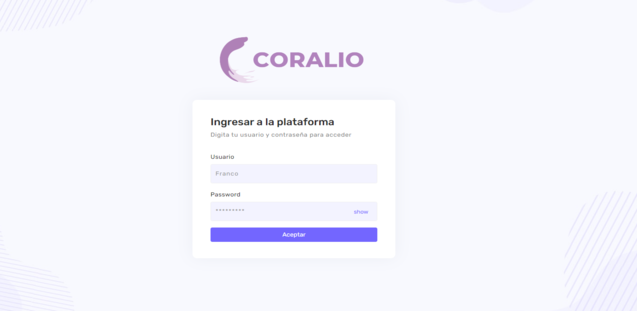 CORALIO
Ingresar a la plataforma
Digita tu usuario y contraseña para acceder
Usuario
Franco
Password
*********
show
Aceptar